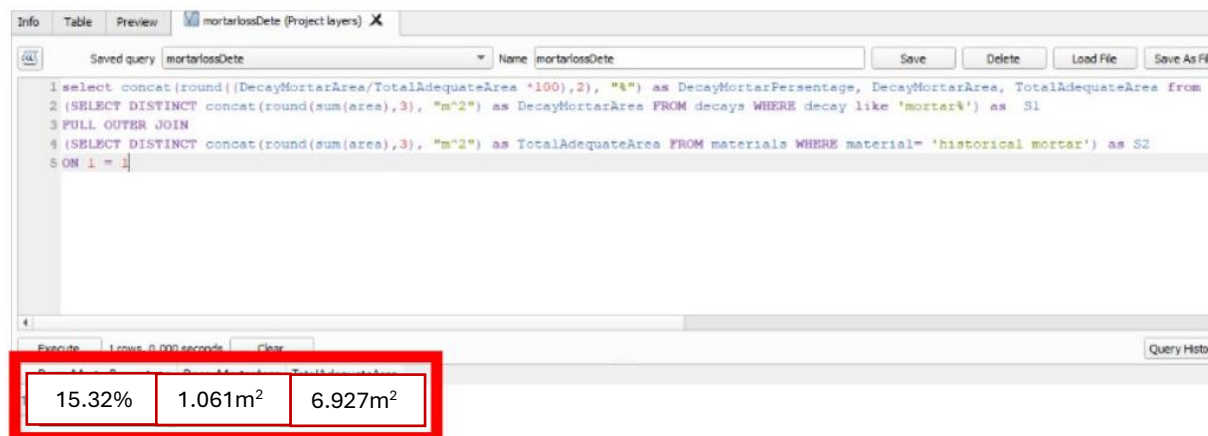 Info Table Preview mortarlossDete (Project layers) X
Saved query mortarlossDete Name mortarlossDete Save Delete Load File Save As Fil
1 select concat(round((DecayMortarArea/TotalAdequateArea *100),2), "%") as DecayMortarPersentage, DecayMortarArea, TotalAdequateArea from
2 (SELECT DISTINCT concat(round(sum(area),3), "m^2") as DecayMortarArea FROM decays WHERE decay like 'mortar%') as S1
3 FULL OUTER JOIN
4 (SELECT DISTINCT concat(round(sum(area),3), "m^2") as TotalAdequateArea FROM materials WHERE material= 'historical mortar') as S2
5 ON 1 = 1
Execute 1 rows, 0.000 seconds Clear Query Histo
15.32% 1.061m² 6.927m²